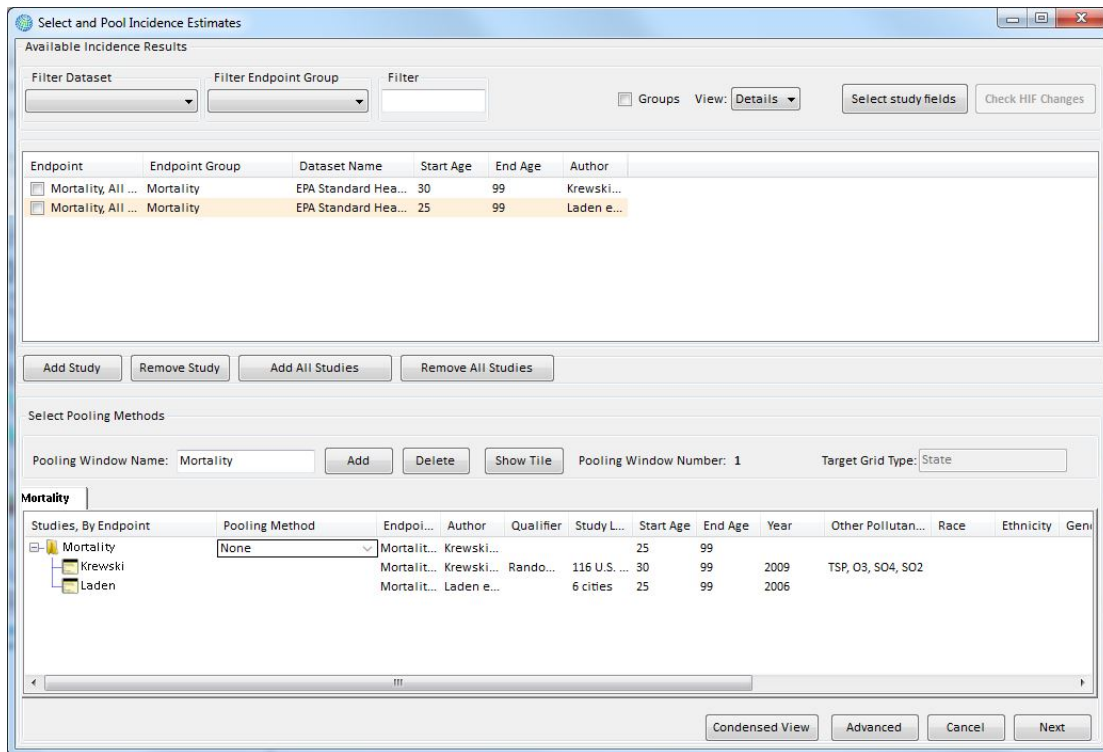 Select and Pool Incidence Estimates
Available Incidence Results
Filter Dataset Filter Endpoint Group Filter
Groups View: Details Select study fields Check HIF Changes
Endpoint Endpoint Group Dataset Name Start Age End Age Author
Mortality, All ... Mortality EPA Standard Hea... 30 99 Krewski...
Mortality, All ... Mortality EPA Standard Hea... 25 99 Laden e...
Add Study Remove Study Add All Studies Remove All Studies
Select Pooling Methods
Pooling Window Name: Mortality Add Delete Show Tile Pooling Window Number: 1 Target Grid Type: State
Mortality
Studies, By Endpoint Pooling Method Endpoi... Author Qualifier Study L... Start Age End Age Year Other Pollutan... Race Ethnicity Gen
Mortality None Mortalit... Krewski... 25 99
Krewski Mortalit... Krewski... Rando... 116 U.S. ... 30 99 2009 TSP, O3, SO4, SO2
Laden Mortalit... Laden e... 6 cities 25 99 2006
Condensed View Advanced Cancel Next